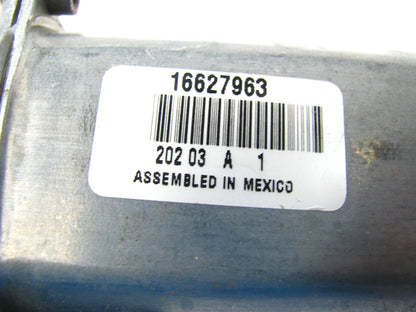 16627963
202 03 A 1
ASSEMBLED IN MEXICO